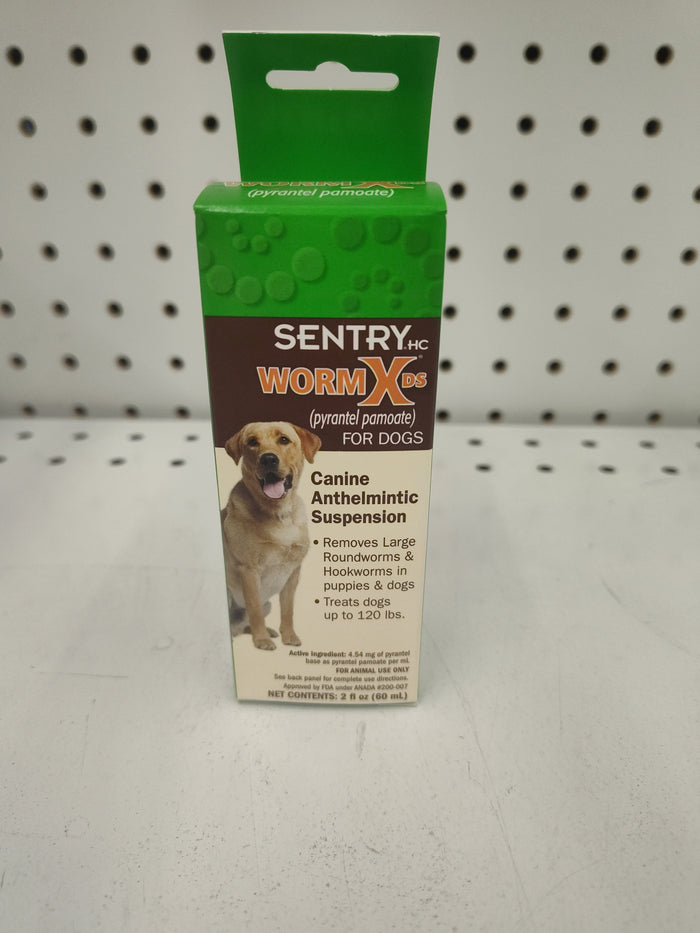 (pyrantel pamoate)
SENTRY HC
WORM X DS
(pyrantel pamoate)
FOR DOGS
Canine
Anthelmintic
Suspension
• Removes Large
Roundworms &
Hookworms in
puppies & dogs
• Treats dogs
up to 120 lbs.
Active Ingredient: 4.54 mg of pyrantel
base as pyrantel pamoate per mL
FOR ANIMAL USE ONLY
See back panel for complete use directions.
Approved by FDA under ANADA #200-007
NET CONTENTS: 2 fl oz (60 mL)